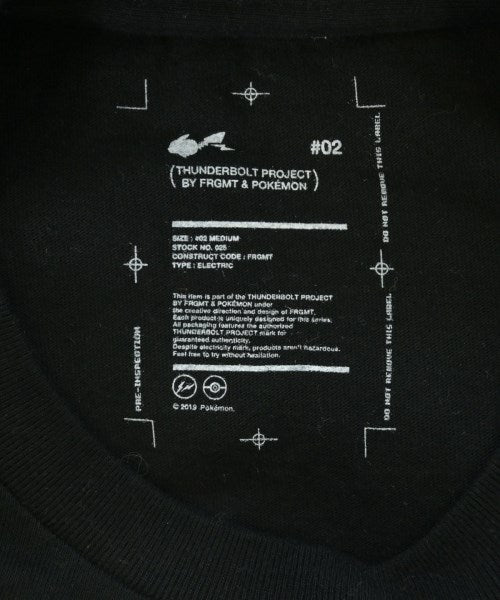 #02
(THUNDERBOLT PROJECT
BY FRGMT & POKÉMON)
SIZE : #02 MEDIUM
STOCK NO. 025
CONSTRUCT CODE : FRGMT
TYPE : ELECTRIC
This item is part of the THUNDERBOLT PROJECT
BY FRGMT & POKÉMON under
the creative direction and design of FRGMT.
Each product is uniquely designed for this series.
All packaging features the authorized
THUNDERBOLT PROJECT mark for
guaranteed authenticity.
Despite electricity mark, products aren't hazardous.
Feel free to try without hesitation.
© 2019 Pokémon.
PRE-INSPECTION
DO NOT REMOVE THIS LABEL
DO NOT REMOVE THIS LABEL